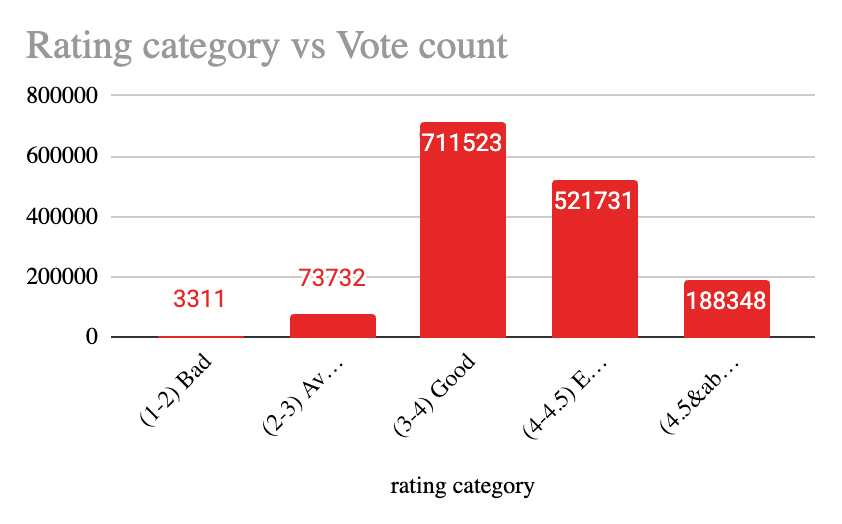 Rating category vs Vote count
800000
600000
400000
200000
0
3311
73732
711523
521731
188348
(1-2) Bad
(2-3) Av…
(3-4) Good
(4-4.5) E…
(4.5&ab…
rating category